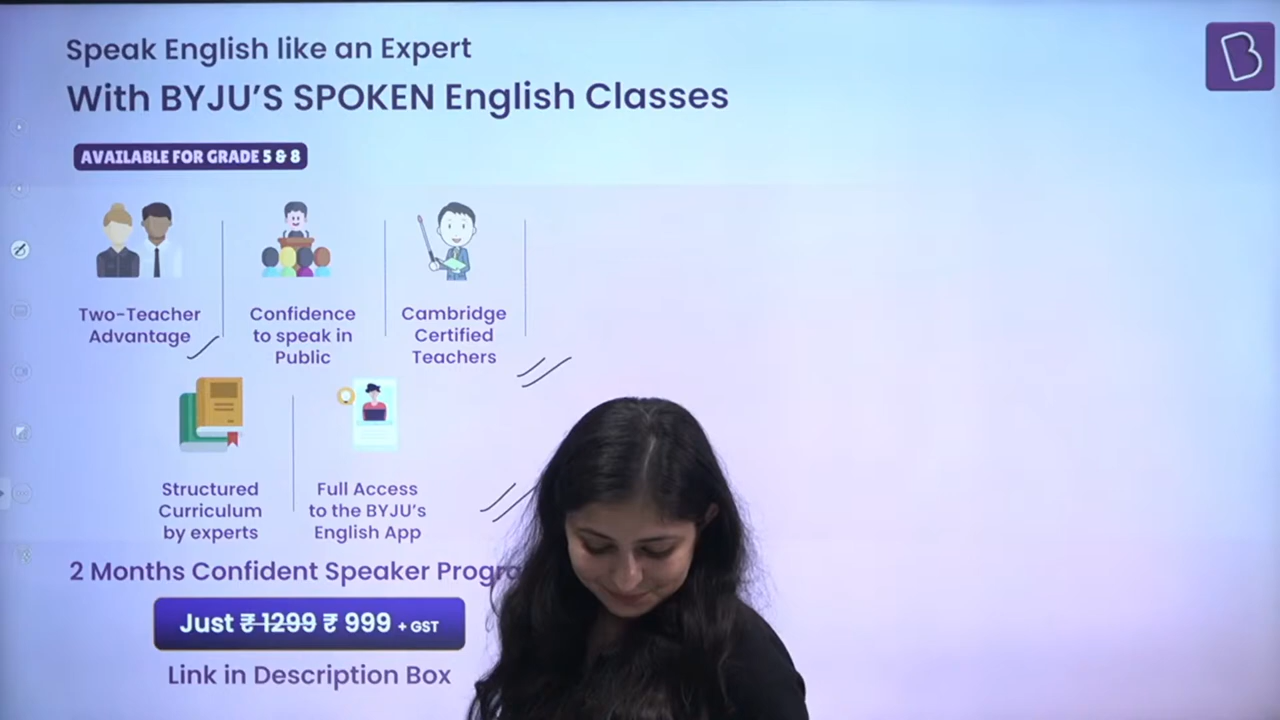 Speak English like an Expert
With BYJU'S SPOKEN English Classes
AVAILABLE FOR GRADE 5 & 8
Two-Teacher
Advantage
Confidence
to speak in
Public
Cambridge
Certified
Teachers
Structured
Curriculum
by experts
Full Access
to the BYJU'S
English App
2 Months Confident Speaker Progra
Just ₹ 1299 ₹ 999 + GST
Link in Description Box